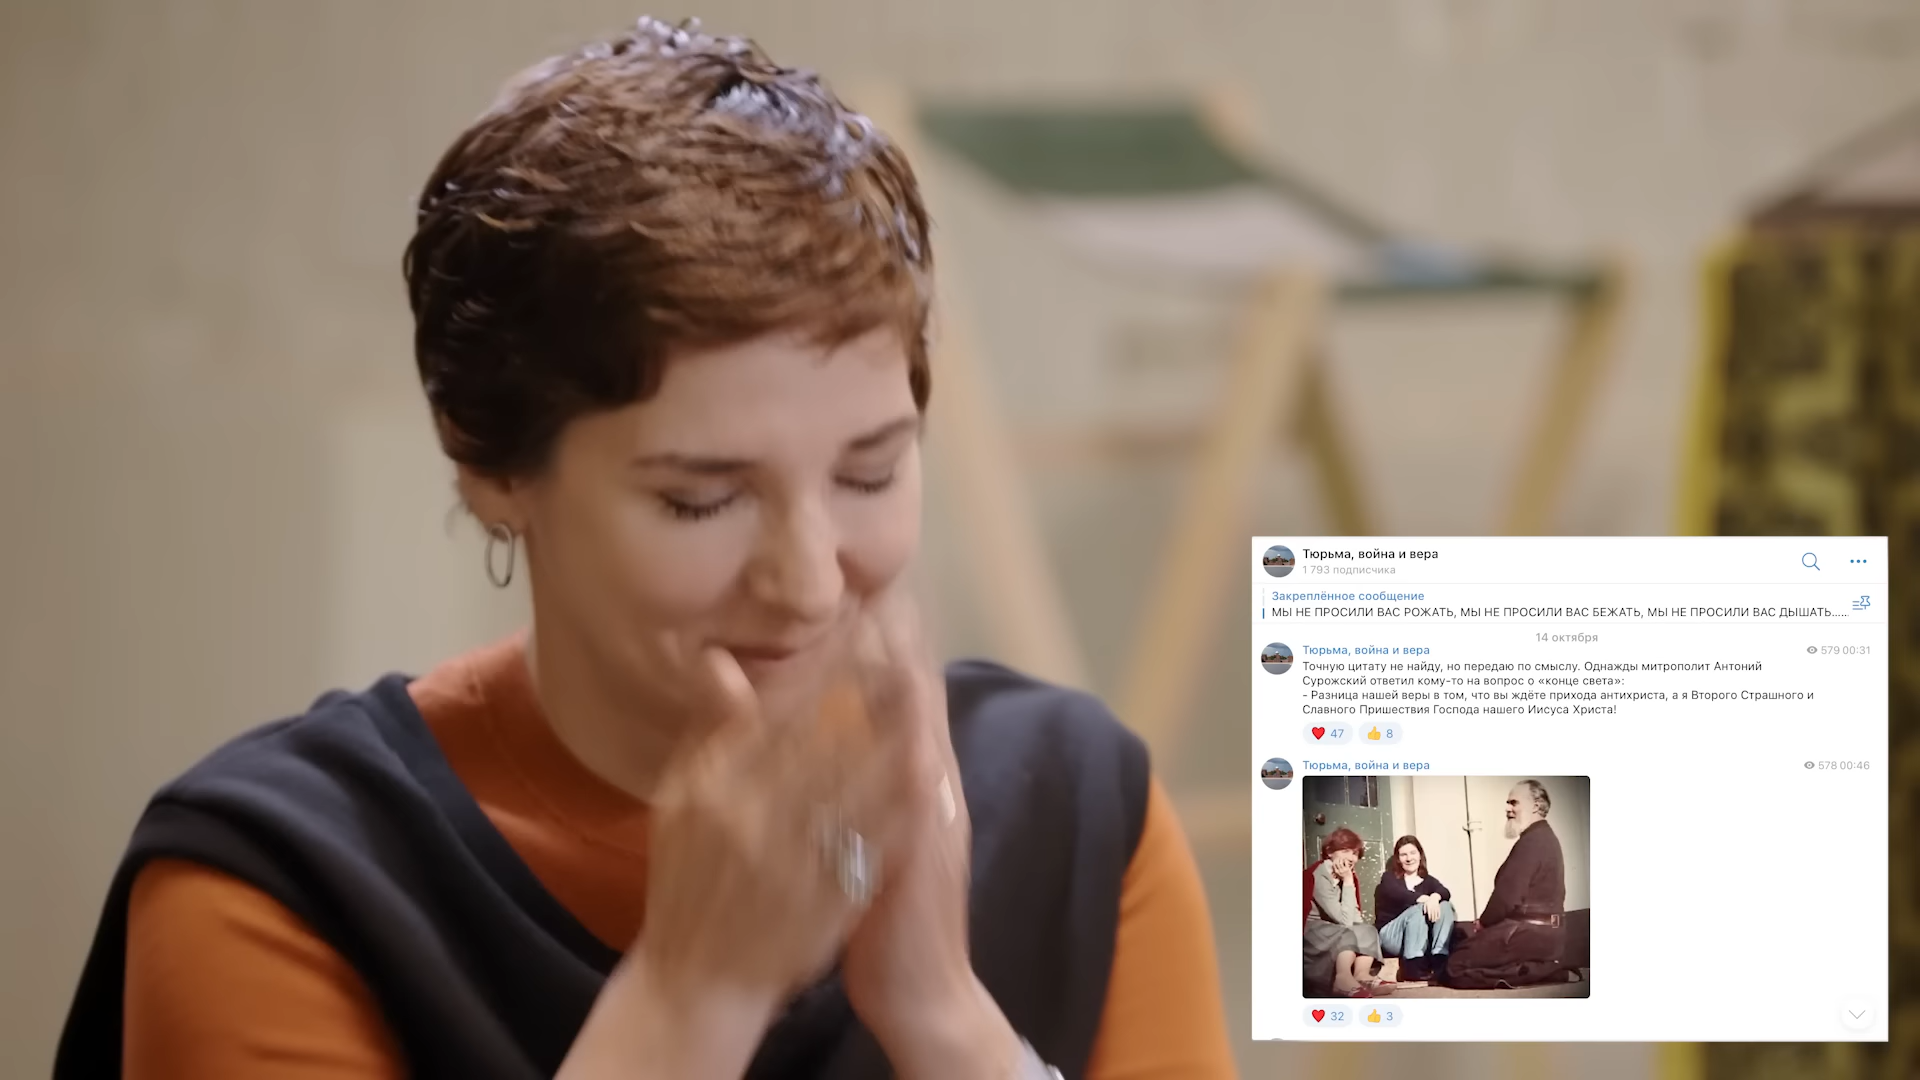 Тюрьма, война и вера
1 793 подписчика
Закреплённое сообщение
МЫ НЕ ПРОСИЛИ ВАС РОЖАТЬ, МЫ НЕ ПРОСИЛИ ВАС БЕЖАТЬ, МЫ НЕ ПРОСИЛИ ВАС ДЫШАТЬ.....
14 октября
Тюрьма, война и вера
579 00:31
Точную цитату не найду, но передаю по смыслу. Однажды митрополит Антоний
Сурожский ответил кому-то на вопрос о «конце света»:
- Разница нашей веры в том, что вы ждёте прихода антихриста, а я Второго Страшного и
Славного Пришествия Господа нашего Иисуса Христа!
47
8
Тюрьма, война и вера
578 00:46
32
3